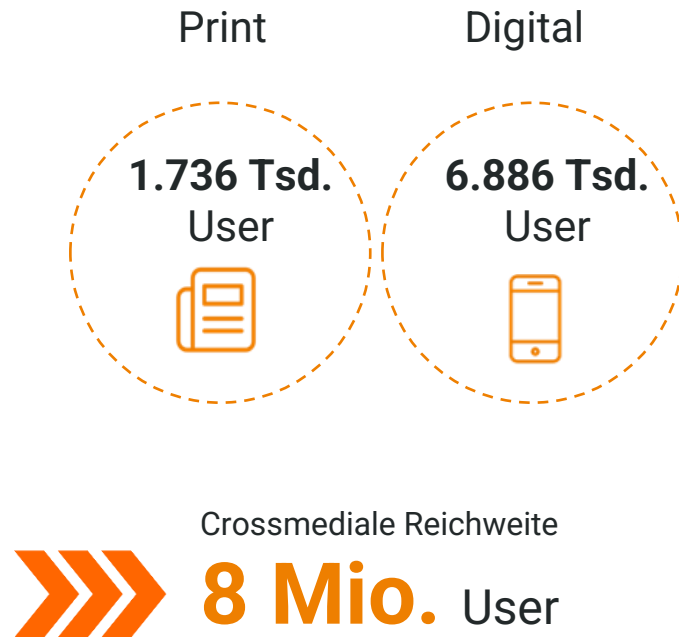 Print
Digital
1.736 Tsd.
User
6.886 Tsd.
User
Crossmediale Reichweite
8 Mio. User